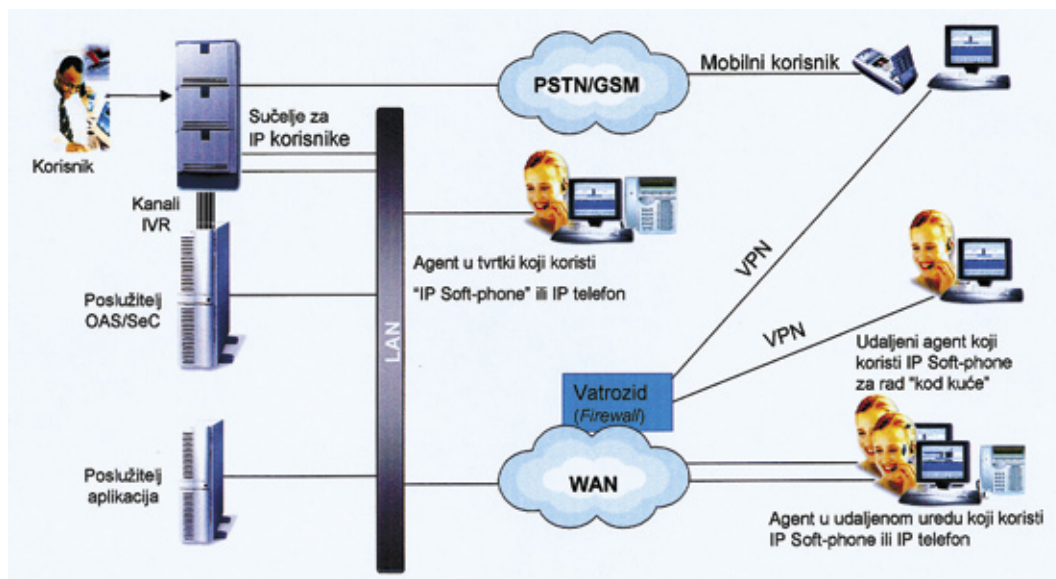 Korisnik
Sučelje za
IP korisnike
PSTN/GSM
Mobilni korisnik
Kanali
IVR
Agent u tvrtki koji koristi
"IP Soft-phone" ili IP telefon
Poslužitelj
OAS/SeC
LAN
VPN
VPN
Udaljeni agent koji
koristi IP Soft-phone
za rad "kod kuće"
Vatrozid
(Firewall)
Poslužitelj
aplikacija
WAN
Agent u udaljenom uredu koji koristi
IP Soft-phone ili IP telefon